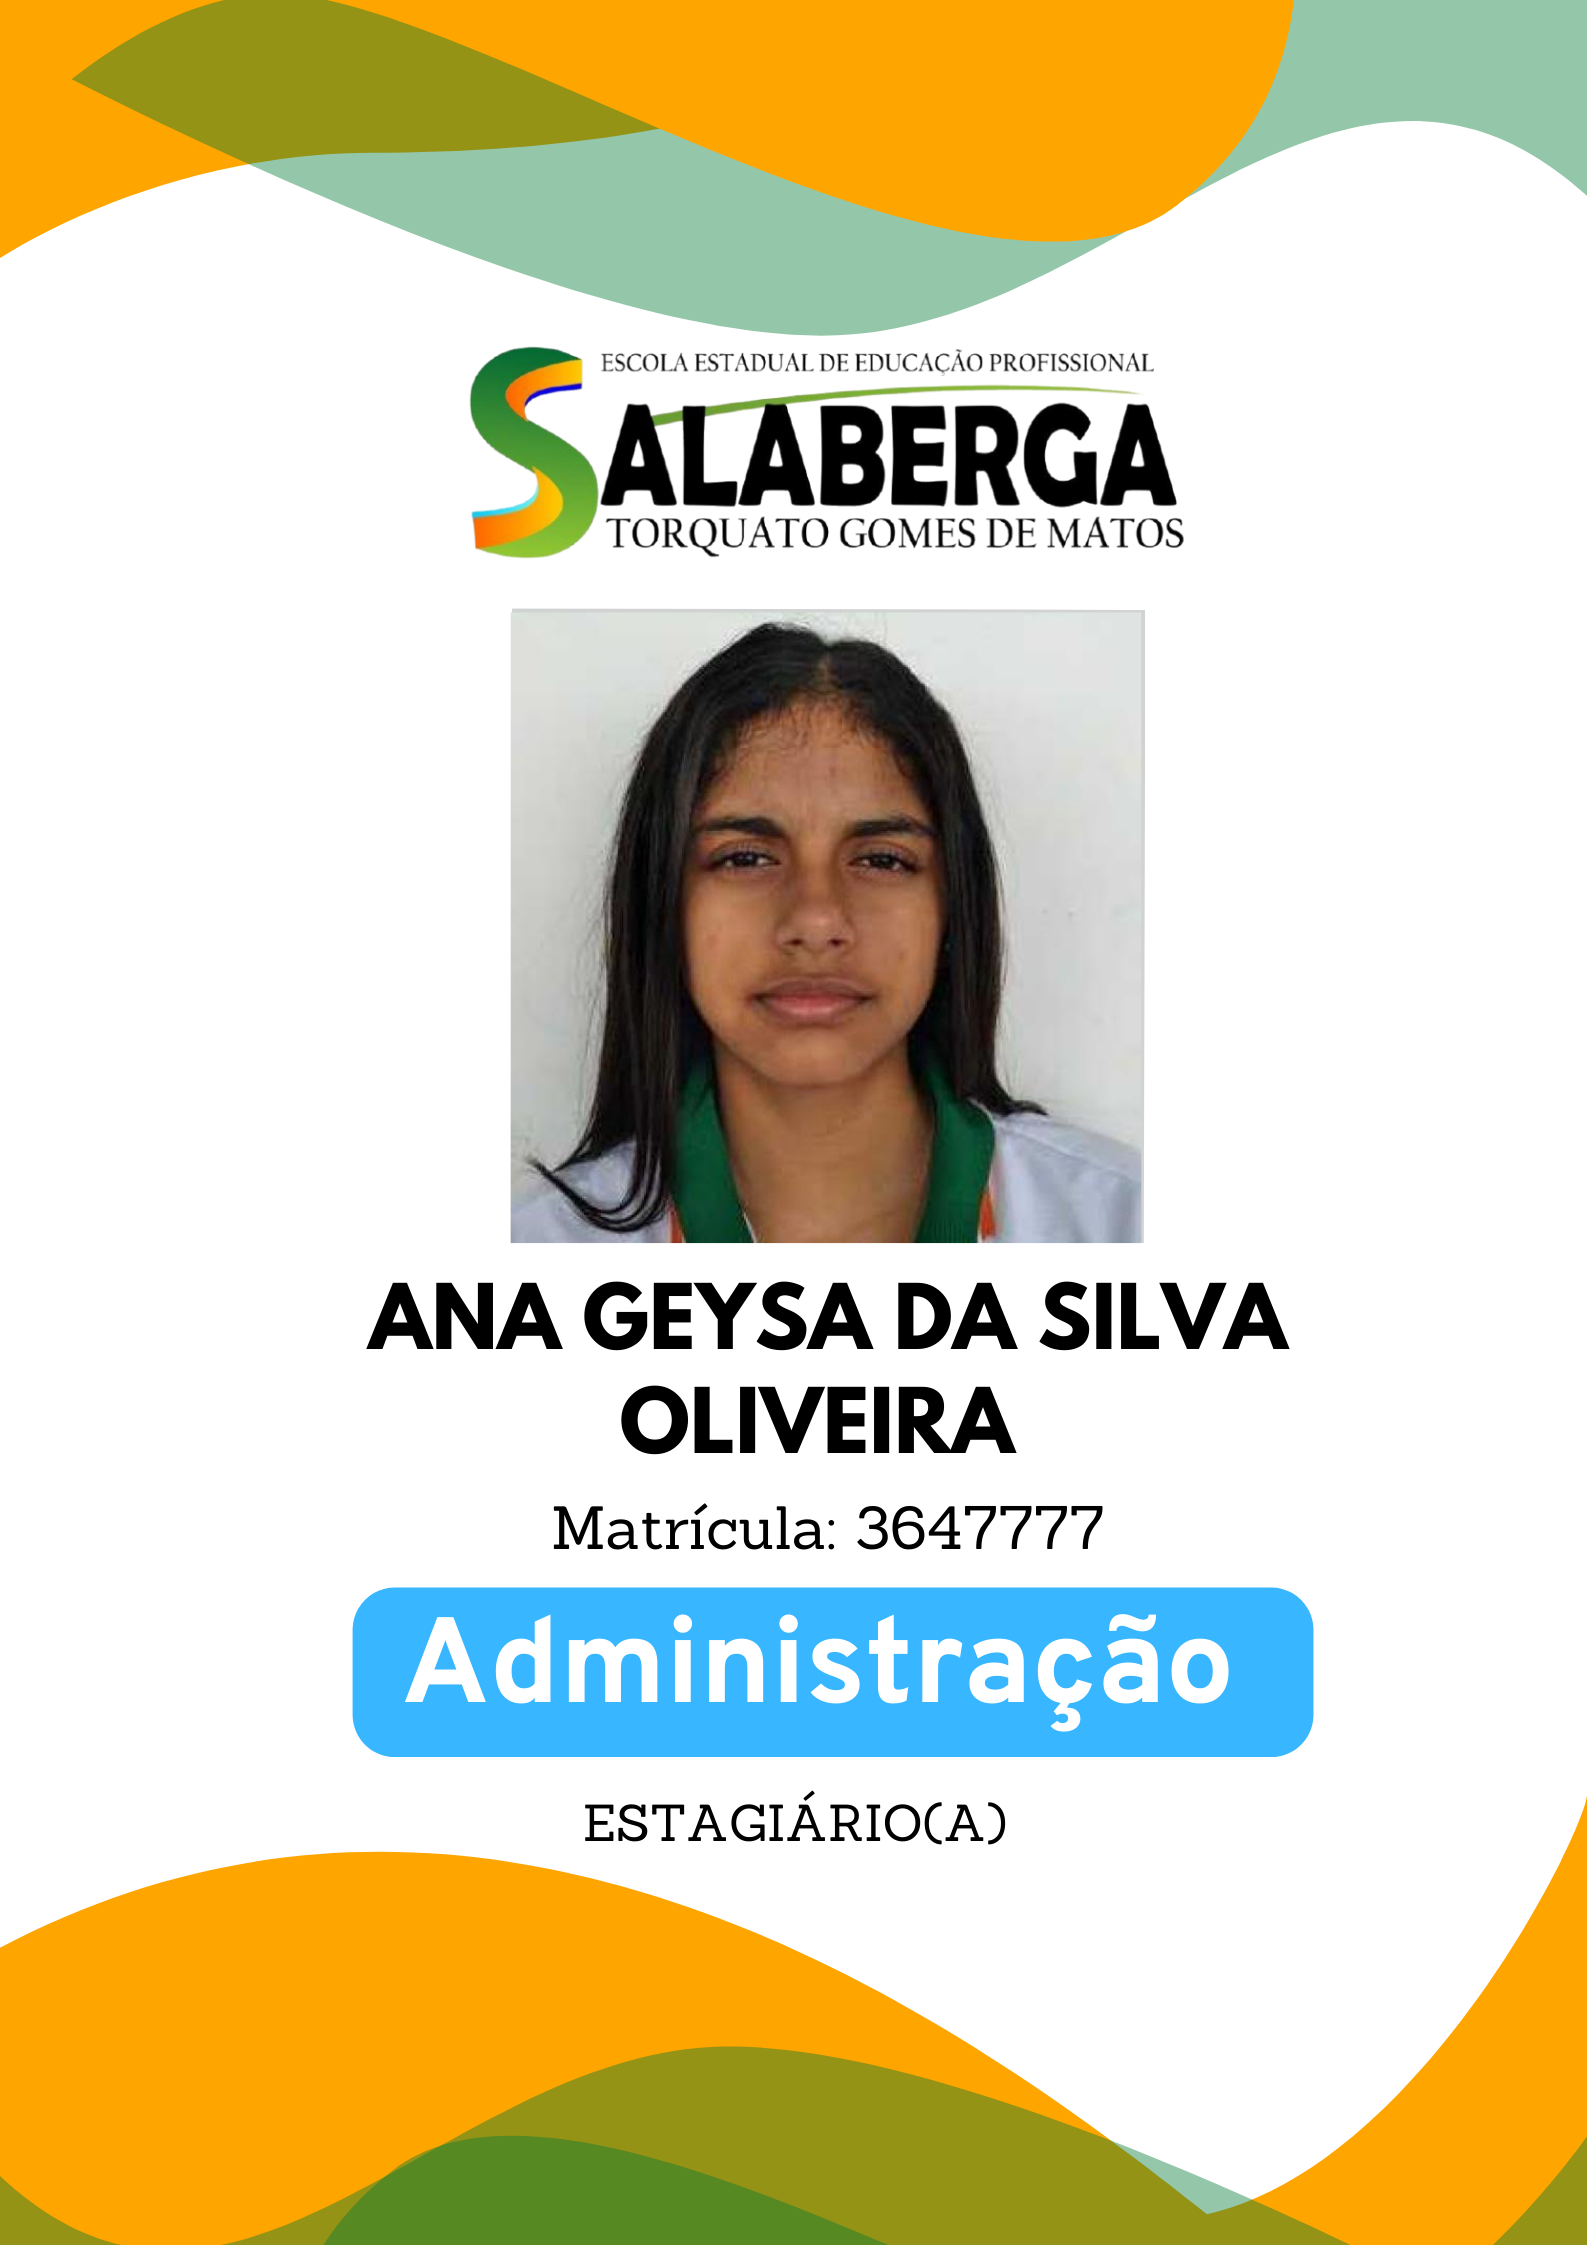 ESCOLA ESTADUAL DE EDUCAÇÃO PROFISSIONAL
SALABERGA
TORQUATO GOMES DE MATOS
ANA GEYSA DA SILVA
OLIVEIRA
Matrícula: 3647777
Administração
ESTAGIÁRIO(A)